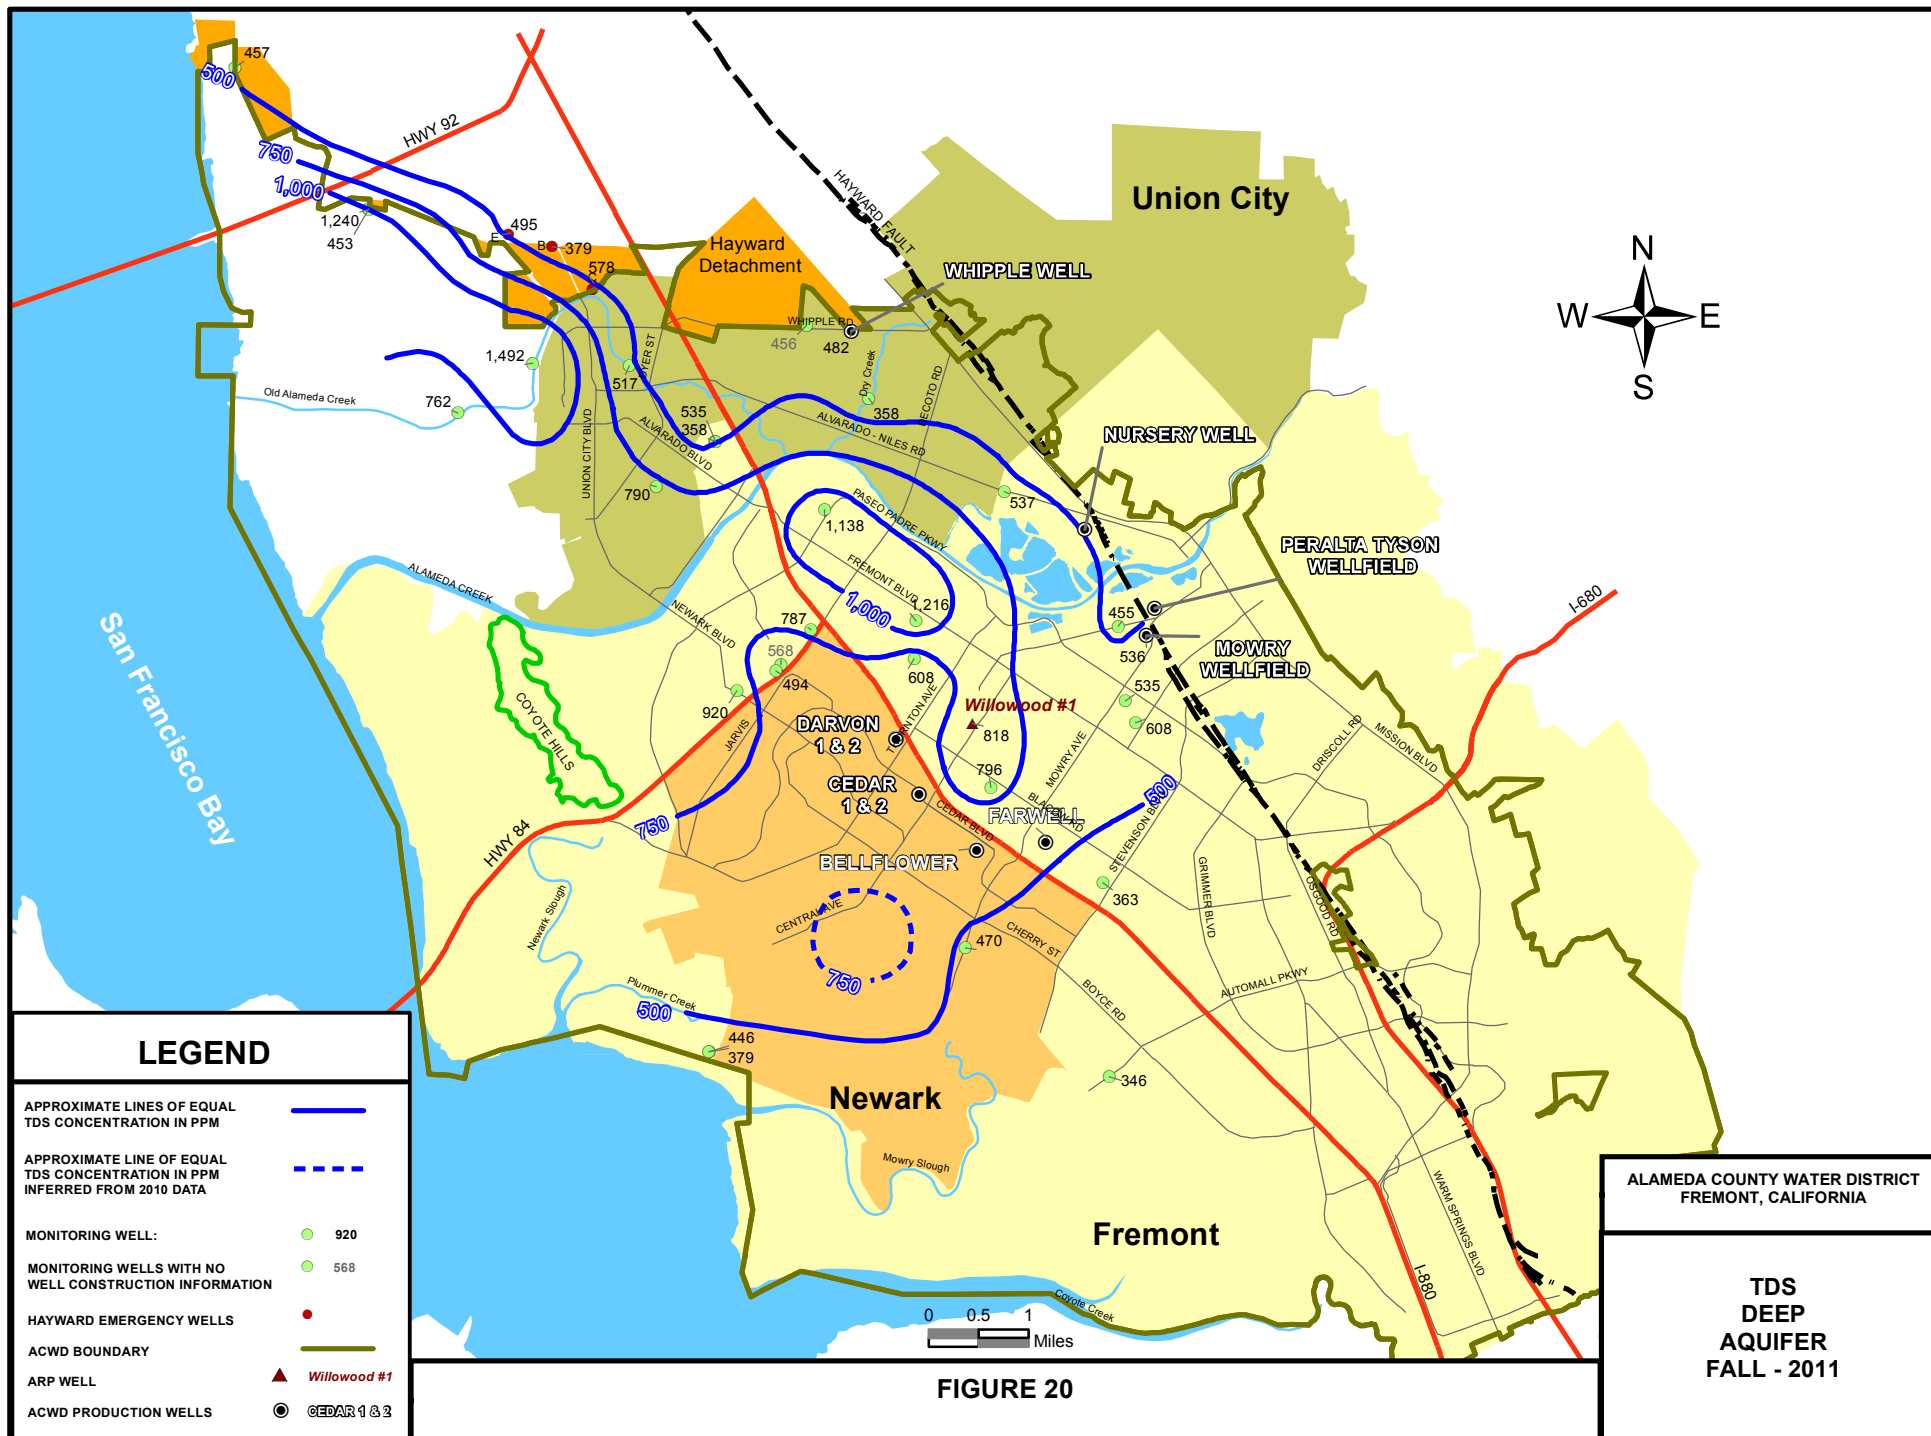 457
500
HWY 92
750
1,000
1,240
453
495
E
B
379
578
C
HAYWARD FAULT
Hayward
Detachment
Union City
WHIPPLE WELL
WHIPPLE RD
456
482
Dry Creek
DECOTO RD
358
DYER ST
517
1,492
762
Old Alameda Creek
UNION CITY BLVD
ALVARADO BLVD
535
358
ALVARADO - NILES RD
790
NURSERY WELL
537
PASEO PADRE PKWY
1,138
FREMONT BLVD
1,216
1,000
PERALTA TYSON
WELLFIELD
MOWRY
WELLFIELD
455
536
I-680
N
W
E
S
ALAMEDA CREEK
NEWARK BLVD
787
568
494
920
JARVIS
COYOTE HILLS
San Francisco Bay
608
THORNTON AVE
Willowood #1
818
535
608
DARVON
1 & 2
CEDAR
1 & 2
CEDAR BLVD
796
MOWRY AVE
BLACOW RD
FARWELL
BELLFLOWER
STEVENSON BLVD
500
363
DRISCOLL RD
MISSION BLVD
GRIMMER BLVD
OSGOOD RD
AUTOMALL PKWY
750
HWY 84
Newark Slough
CENTRAL AVE
750
470
CHERRY ST
BOYCE RD
Plummer Creek
500
446
379
346
Newark
Mowry Slough
Fremont
WARM SPRINGS BLVD
I-880
Coyote Creek
0 0.5 1
Miles
LEGEND
APPROXIMATE LINES OF EQUAL
TDS CONCENTRATION IN PPM
APPROXIMATE LINE OF EQUAL
TDS CONCENTRATION IN PPM
INFERRED FROM 2010 DATA
MONITORING WELL: 920
MONITORING WELLS WITH NO
WELL CONSTRUCTION INFORMATION 568
HAYWARD EMERGENCY WELLS
ACWD BOUNDARY
ARP WELL Willowood #1
ACWD PRODUCTION WELLS CEDAR 1 & 2
FIGURE 20
ALAMEDA COUNTY WATER DISTRICT
FREMONT, CALIFORNIA
TDS
DEEP
AQUIFER
FALL - 2011